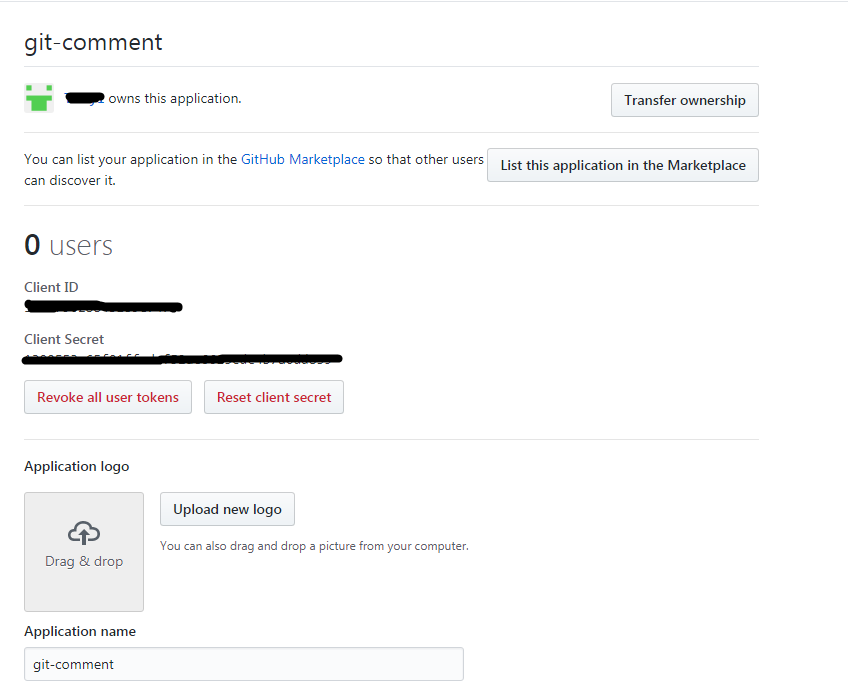 git-comment
owns this application.
Transfer ownership
You can list your application in the GitHub Marketplace so that other users
can discover it.
List this application in the Marketplace
0 users
Client ID
Client Secret
Revoke all user tokens
Reset client secret
Application logo
Drag & drop
Upload new logo
You can also drag and drop a picture from your computer.
Application name
git-comment